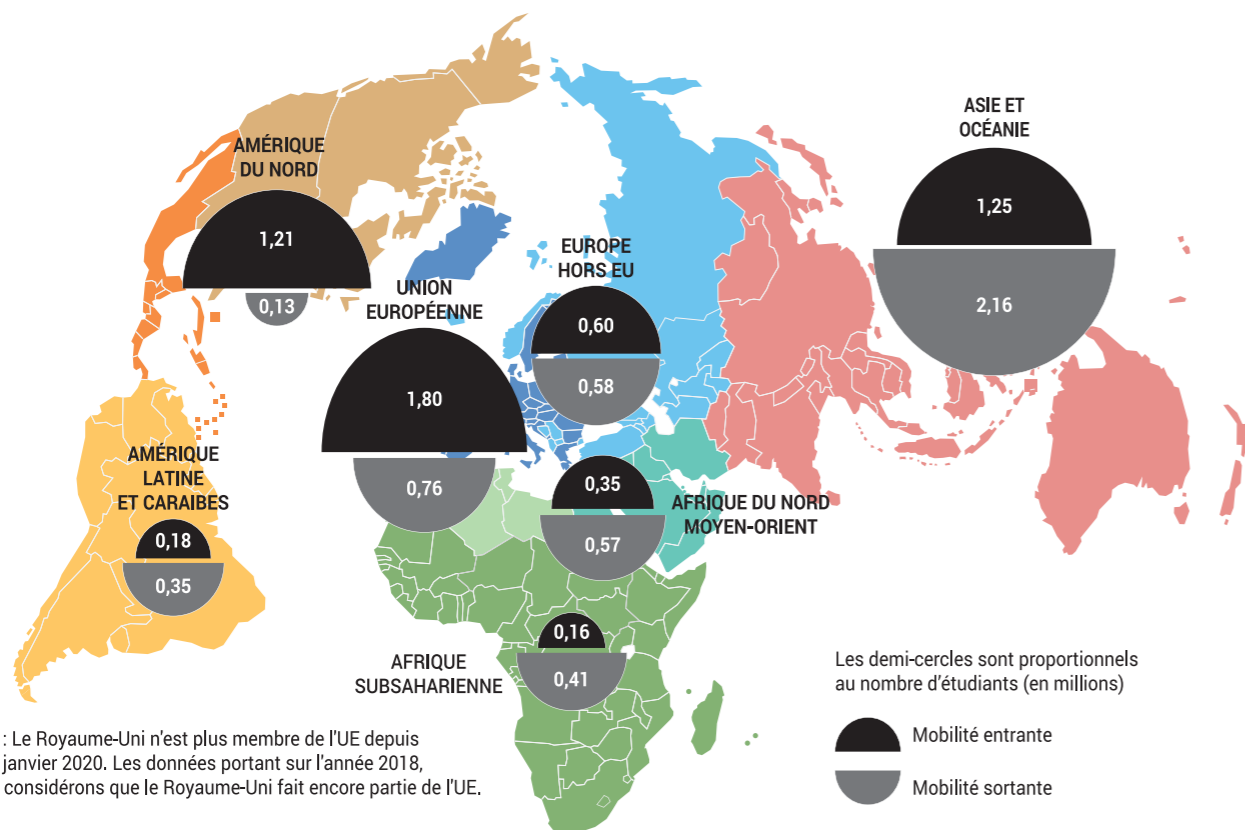 AMÉRIQUE
DU NORD
1,21
0,13
UNION
EUROPÉENNE
1,80
0,76
EUROPE
HORS EU
0,60
0,58
ASIE ET
OCÉANIE
1,25
2,16
AMÉRIQUE
LATINE
ET CARAIBES
0,18
0,35
0,35
0,57
AFRIQUE DU NORD
MOYEN-ORIENT
AFRIQUE
SUBSAHARIENNE
0,16
0,41
Les demi-cercles sont proportionnels
au nombre d'étudiants (en millions)
Mobilité entrante
Mobilité sortante
: Le Royaume-Uni n'est plus membre de l'UE depuis
janvier 2020. Les données portant sur l'année 2018,
considérons que le Royaume-Uni fait encore partie de l'UE.